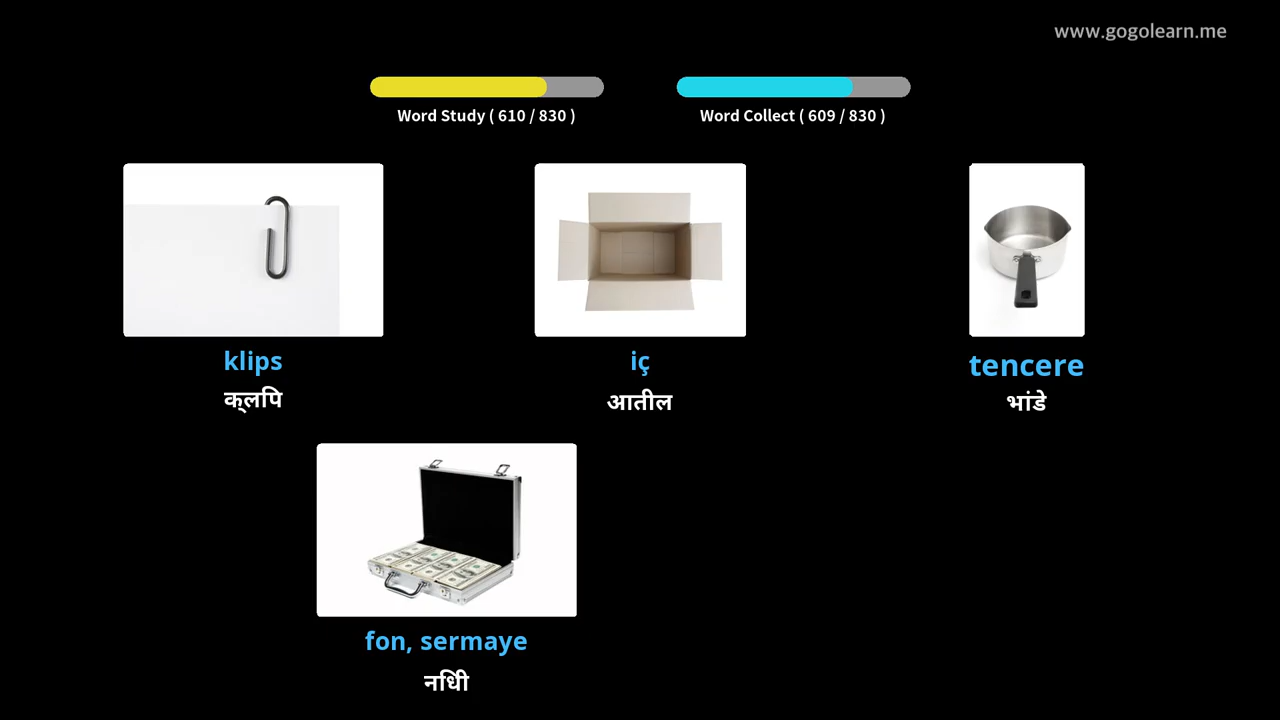 www.gogolearn.me
Word Study ( 610 / 830 )
Word Collect ( 609 / 830 )
klips
iç
tencere
क्लिप
आतील
भांडे
fon, sermaye
निधी